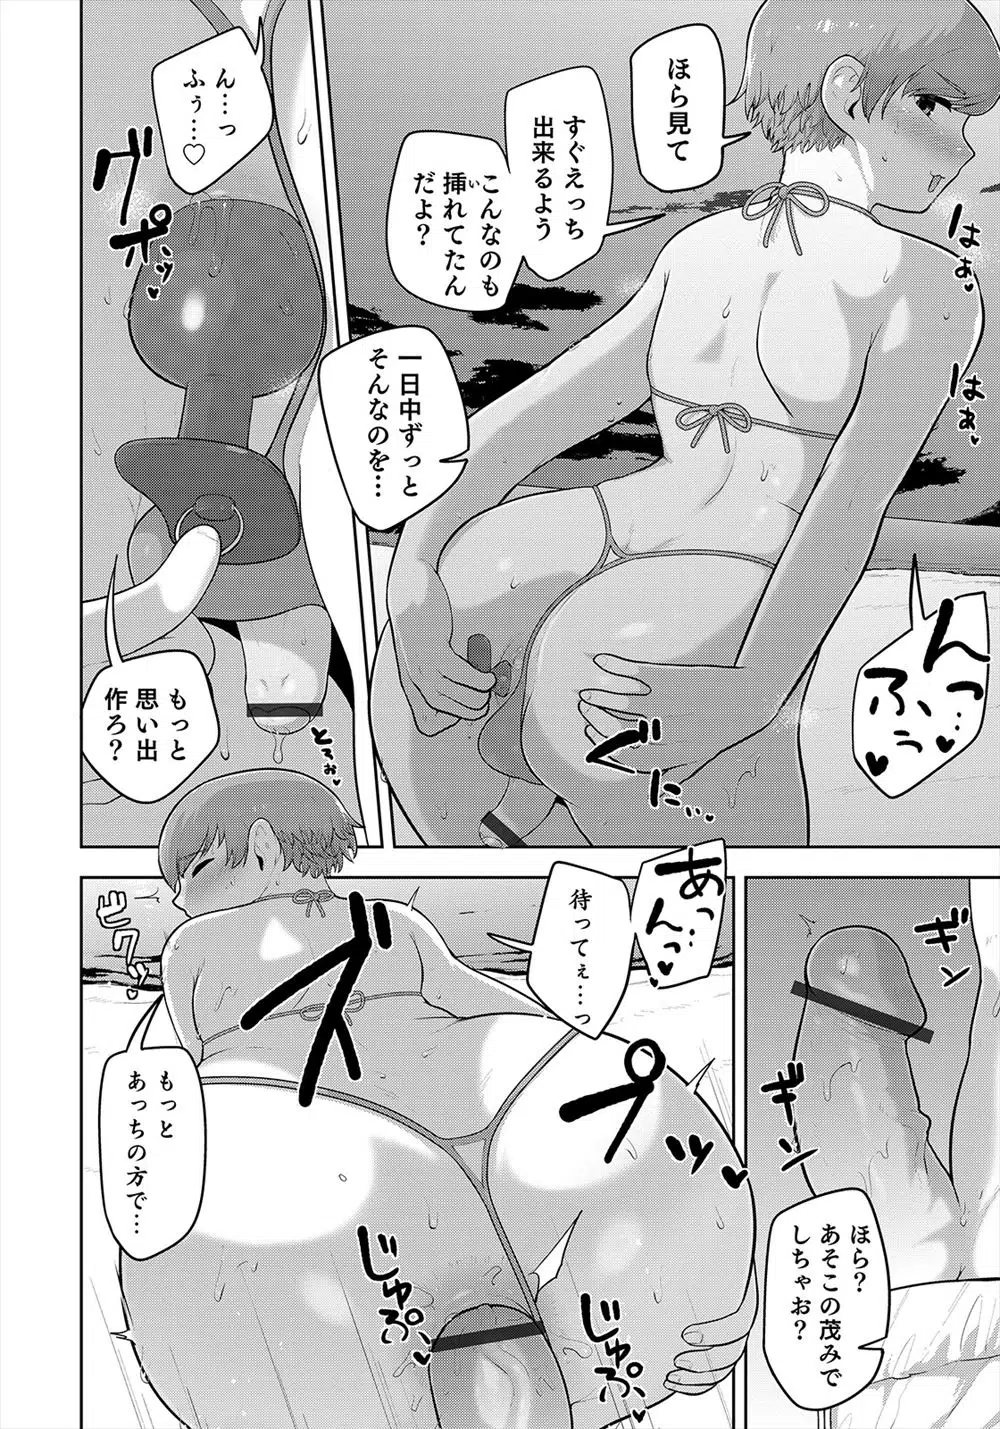 ほら見て
すぐえっち
出来るよう
こんなのも
挿れてたん
だよ?
い
一日中ずっと
そんなのを…
ん…っ
ふぅ…♡
グ
ポッ
はぁ
はぁ
んっ…
ふぅ
ぐに…
とろぉ
もっと
思い出
作ろ?
ギン
ギン
ほら?
あそこの茂みで
しちゃお?
あっ…
んっ
待ってぇ…っ
ズプッ
ビクッ
もっと
あっちの方で…
じゅぷ
じゅぷ